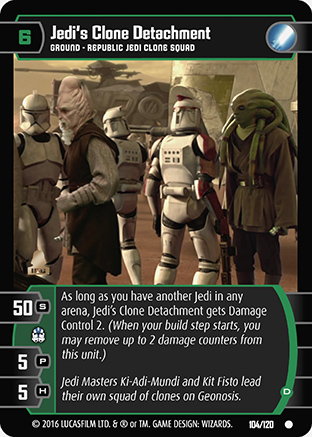 6
Jedi's Clone Detachment
GROUND - REPUBLIC JEDI CLONE SQUAD
50 S
5 P
5 H
As long as you have another Jedi in any
arena, Jedi's Clone Detachment gets Damage
Control 2. (When your build step starts, you
may remove up to 2 damage counters from
this unit.)
Jedi Masters Ki-Adi-Mundi and Kit Fisto lead
their own squad of clones on Geonosis.
D
© 2016 LUCASFILM LTD. & ® or TM. GAME DESIGN: WIZARDS.
104/120